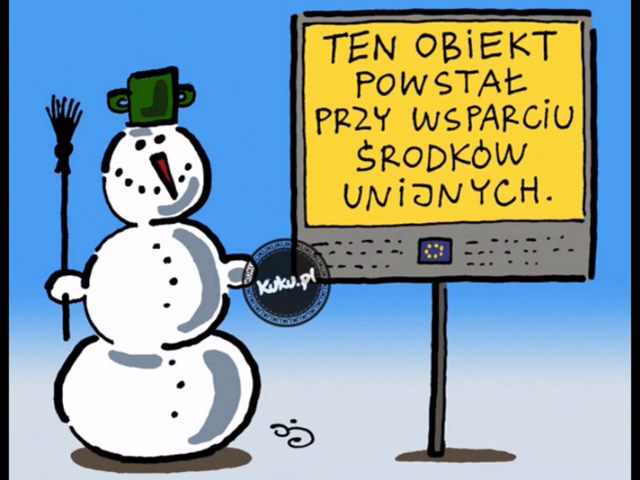 TEN OBIEKT
POWSTAŁ
PRZY WSPARCIU
ŚRODKÓW
UNIJNYCH.
KuKu.pl